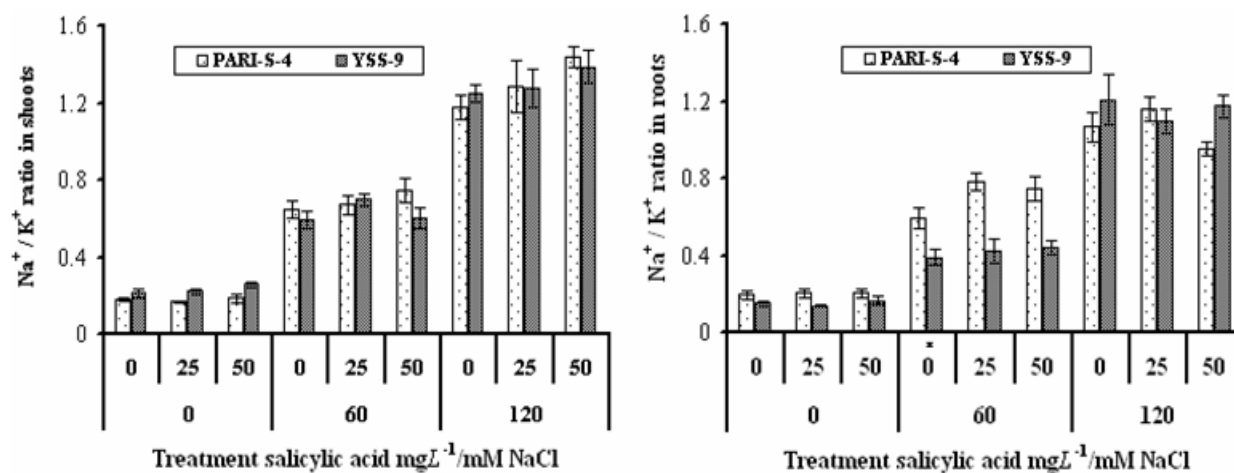 Na+ / K+ ratio in shoots
1.6
1.2
0.8
0.4
0
PARI-S-4 YSS-9
0 25 50 0 25 50 0 25 50
0 60 120
Treatment salicylic acid mgL-1/mM NaCl
Na+ / K+ ratio in roots
1.6
1.2
0.8
0.4
0
PARI-S-4 YSS-9
0 25 50 0 25 50 0 25 50
0 60 120
Treatment salicylic acid mgL-1/mM NaCl